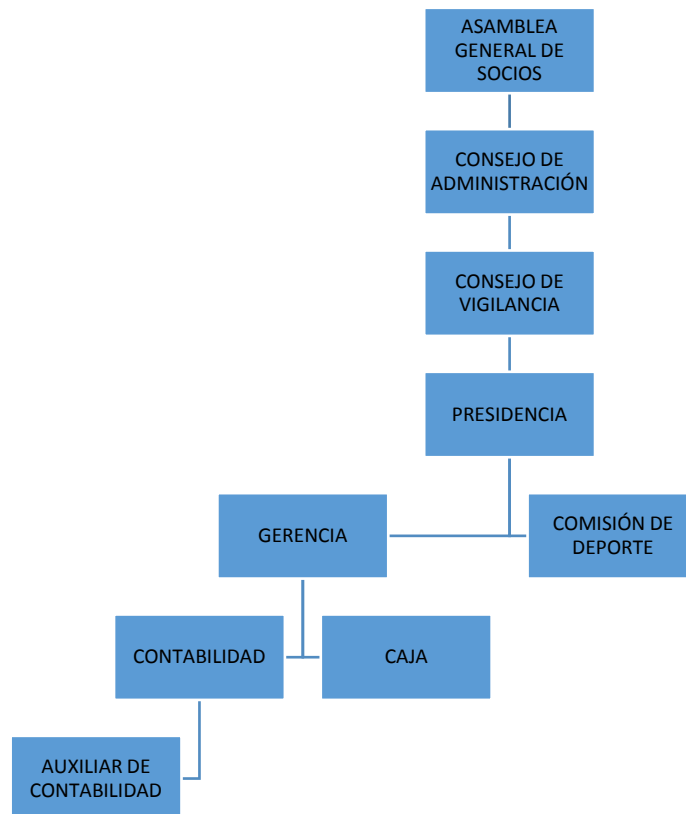 ASAMBLEA
GENERAL DE
SOCIOS
CONSEJO DE
ADMINISTRACIÓN
CONSEJO DE
VIGILANCIA
PRESIDENCIA
GERENCIA
COMISIÓN DE
DEPORTE
CONTABILIDAD
CAJA
AUXILIAR DE
CONTABILIDAD